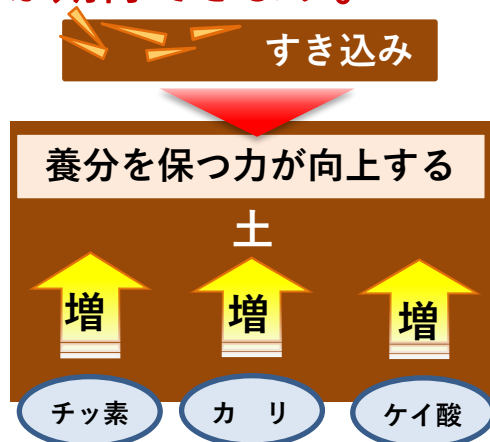 すき込み
養分を保つ力が向上する
土
増 増 増
チッ素 カ リ ケイ酸